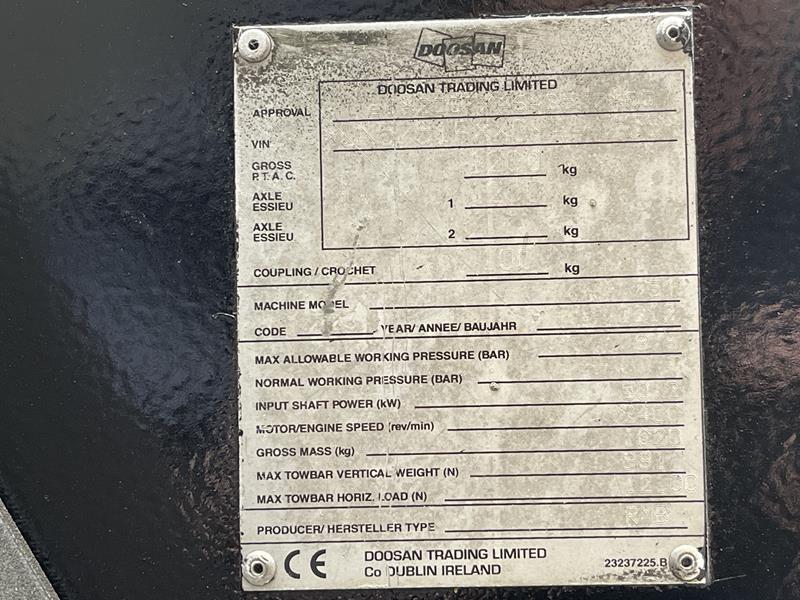 DOOSAN
DOOSAN TRADING LIMITED
APPROVAL
VIN
GROSS
P.T.A.C. kg
AXLE
ESSIEU 1 kg
AXLE
ESSIEU 2 kg
COUPLING / CROCHET kg
MACHINE MODEL
CODE YEAR/ ANNEE/ BAUJAHR
MAX ALLOWABLE WORKING PRESSURE (BAR)
NORMAL WORKING PRESSURE (BAR)
INPUT SHAFT POWER (kW)
MOTOR/ENGINE SPEED (rev/min)
GROSS MASS (kg)
MAX TOWBAR VERTICAL WEIGHT (N)
MAX TOWBAR HORIZ. LOAD (N)
PRODUCER/ HERSTELLER TYPE
CE DOOSAN TRADING LIMITED
Co DUBLIN IRELAND 23237225.B